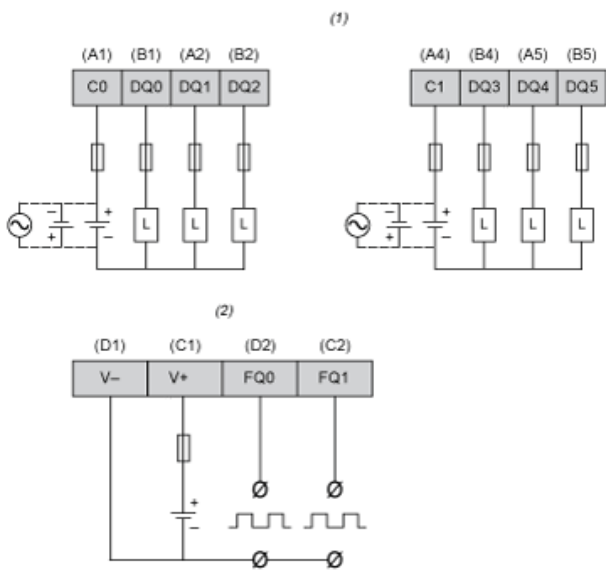 (1)
(A1) (B1) (A2) (B2)
C0 DQ0 DQ1 DQ2
L L L
− +
+ −
(A4) (B4) (A5) (B5)
C1 DQ3 DQ4 DQ5
L L L
− +
+ −
(2)
(D1) (C1) (D2) (C2)
V− V+ FQ0 FQ1
+
−